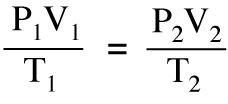 P₁V₁ / T₁ = P₂V₂ / T₂